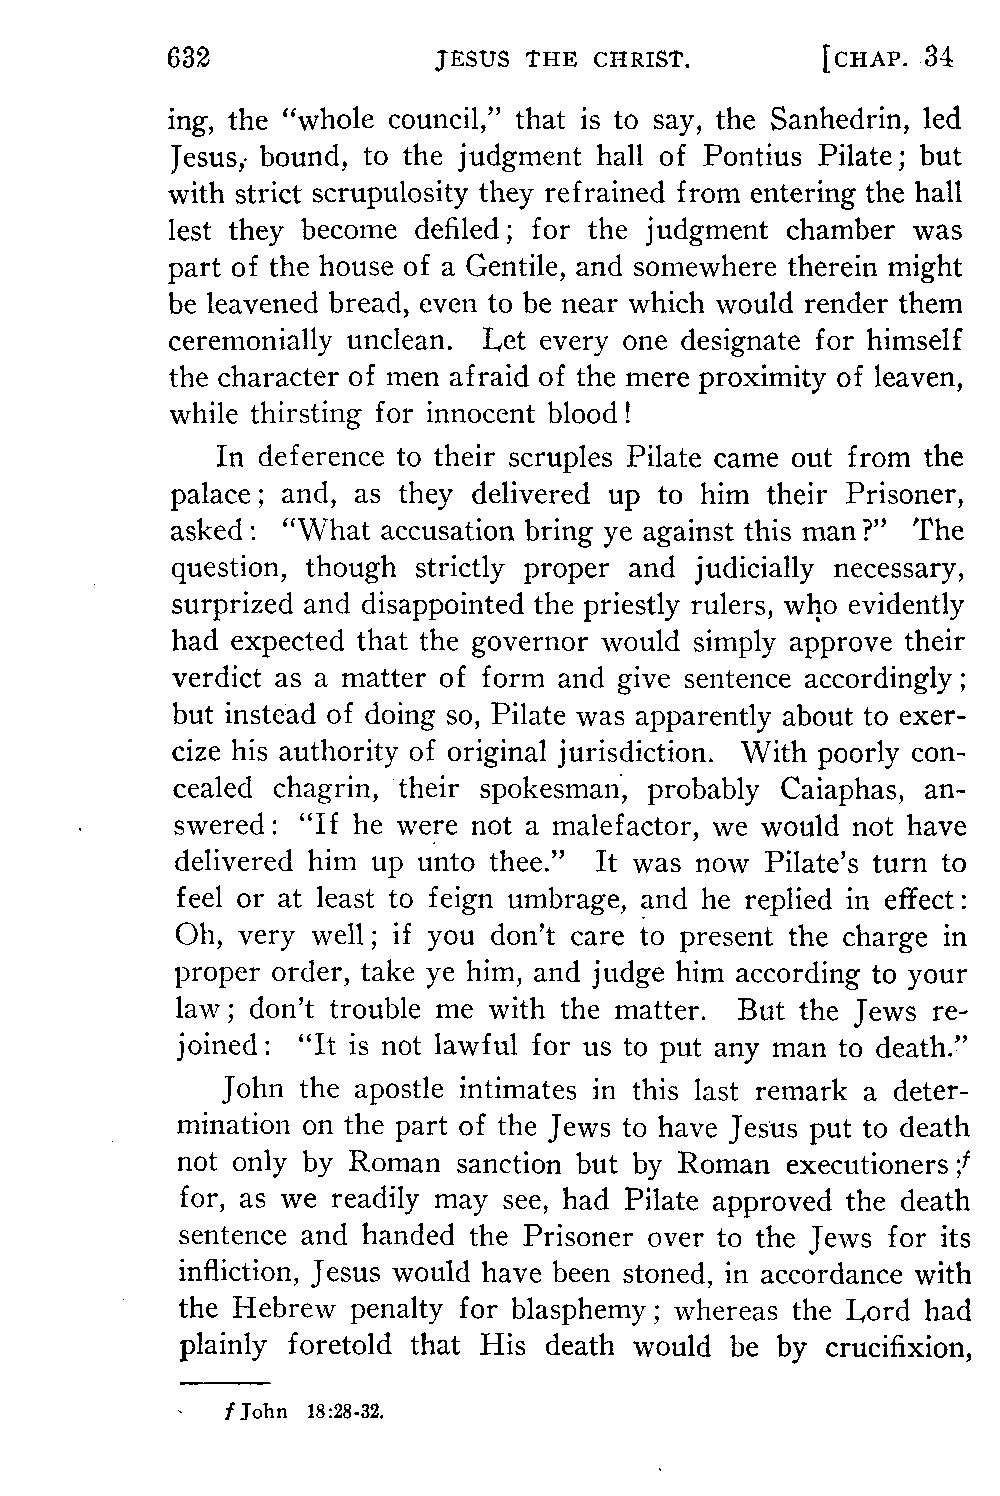 632 JESUS THE CHRIST. [CHAP. 34
ing, the “whole council,” that is to say, the Sanhedrin, led
Jesus, bound, to the judgment hall of Pontius Pilate; but
with strict scrupulosity they refrained from entering the hall
lest they become defiled; for the judgment chamber was
part of the house of a Gentile, and somewhere therein might
be leavened bread, even to be near which would render them
ceremonially unclean. Let every one designate for himself
the character of men afraid of the mere proximity of leaven,
while thirsting for innocent blood!
In deference to their scruples Pilate came out from the
palace; and, as they delivered up to him their Prisoner,
asked: “What accusation bring ye against this man?” The
question, though strictly proper and judicially necessary,
surprized and disappointed the priestly rulers, who evidently
had expected that the governor would simply approve their
verdict as a matter of form and give sentence accordingly;
but instead of doing so, Pilate was apparently about to exer-
cize his authority of original jurisdiction. With poorly con-
cealed chagrin, their spokesman, probably Caiaphas, an-
swered: “If he were not a malefactor, we would not have
delivered him up unto thee.” It was now Pilate’s turn to
feel or at least to feign umbrage, and he replied in effect:
Oh, very well; if you don’t care to present the charge in
proper order, take ye him, and judge him according to your
law; don’t trouble me with the matter. But the Jews re-
joined: “It is not lawful for us to put any man to death.”
John the apostle intimates in this last remark a deter-
mination on the part of the Jews to have Jesus put to death
not only by Roman sanction but by Roman executioners;f
for, as we readily may see, had Pilate approved the death
sentence and handed the Prisoner over to the Jews for its
infliction, Jesus would have been stoned, in accordance with
the Hebrew penalty for blasphemy; whereas the Lord had
plainly foretold that His death would be by crucifixion,
f John 18:28-32.